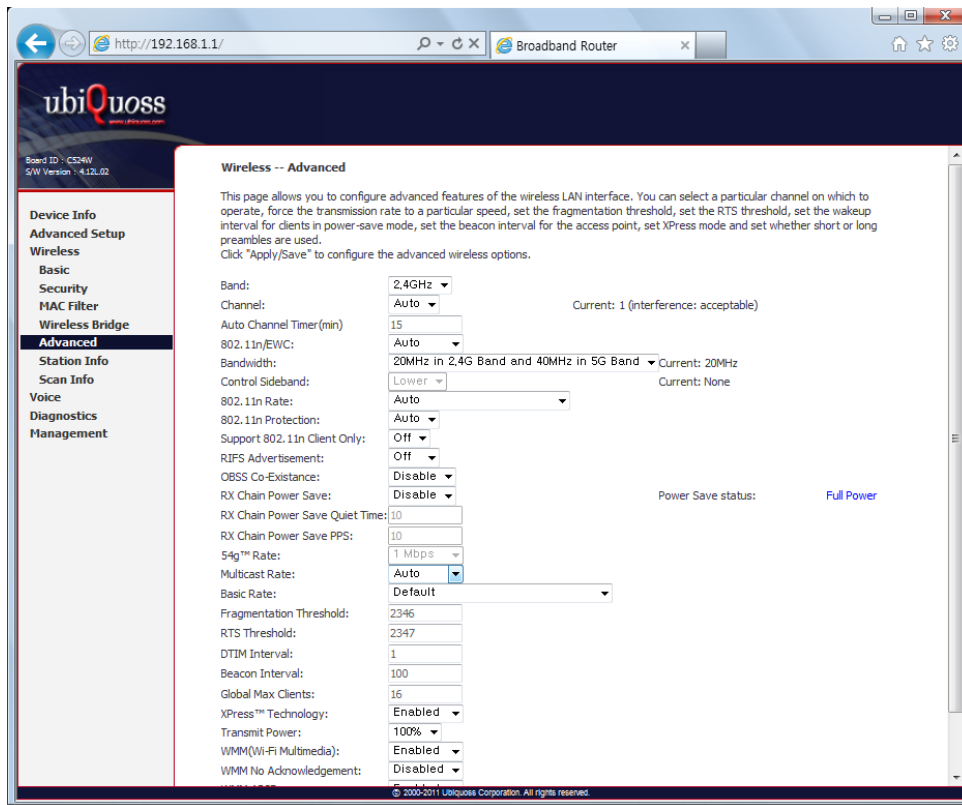 http://192.168.1.1/
Broadband Router
ubiQuoss
www.ubiquoss.com
Board ID : C524W
S/W Version : 4.12L.02
Device Info
Advanced Setup
Wireless
Basic
Security
MAC Filter
Wireless Bridge
Advanced
Station Info
Scan Info
Voice
Diagnostics
Management
Wireless -- Advanced
This page allows you to configure advanced features of the wireless LAN interface. You can select a particular channel on which to
operate, force the transmission rate to a particular speed, set the fragmentation threshold, set the RTS threshold, set the wakeup
interval for clients in power-save mode, set the beacon interval for the access point, set XPress mode and set whether short or long
preambles are used.
Click "Apply/Save" to configure the advanced wireless options.
Band: 2,4GHz
Channel: Auto Current: 1 (interference: acceptable)
Auto Channel Timer(min) 15
802.11n/EWC: Auto
Bandwidth: 20MHz in 2,4G Band and 40MHz in 5G Band Current: 20MHz
Control Sideband: Lower Current: None
802.11n Rate: Auto
802.11n Protection: Auto
Support 802.11n Client Only: Off
RIFS Advertisement: Off
OBSS Co-Existance: Disable
RX Chain Power Save: Disable Power Save status: Full Power
RX Chain Power Save Quiet Time: 10
RX Chain Power Save PPS: 10
54g™ Rate: 1 Mbps
Multicast Rate: Auto
Basic Rate: Default
Fragmentation Threshold: 2346
RTS Threshold: 2347
DTIM Interval: 1
Beacon Interval: 100
Global Max Clients: 16
XPress™ Technology: Enabled
Transmit Power: 100%
WMM(Wi-Fi Multimedia): Enabled
WMM No Acknowledgement: Disabled
© 2000-2011 Ubiquoss Corporation. All rights reserved.